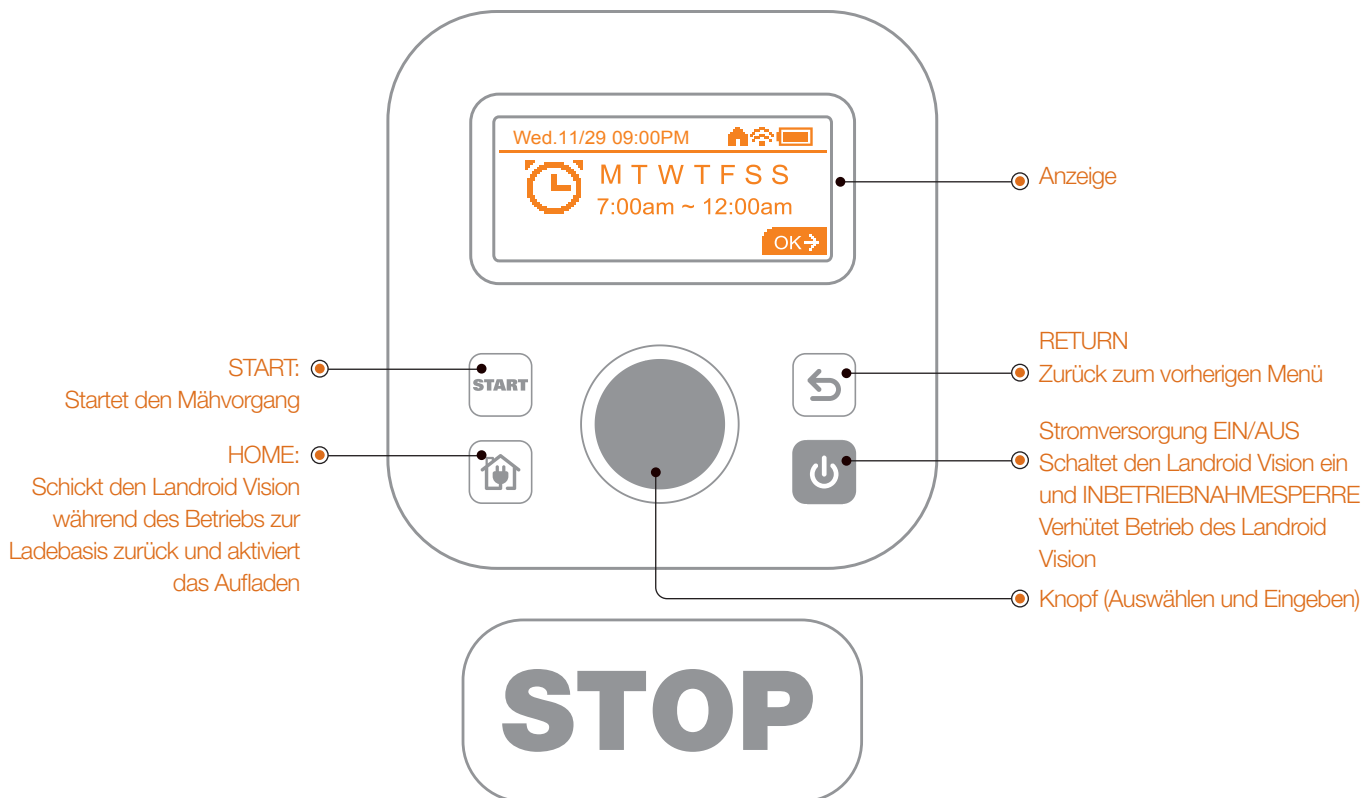 Wed.11/29 09:00PM
M T W T F S S
7:00am ~ 12:00am
OK
Anzeige
START:
Startet den Mähvorgang
START
HOME:
Schickt den Landroid Vision
während des Betriebs zur
Ladebasis zurück und aktiviert
das Aufladen
RETURN
Zurück zum vorherigen Menü
Stromversorgung EIN/AUS
Schaltet den Landroid Vision ein
und INBETRIEBNAHMESPERRE
Verhütet Betrieb des Landroid
Vision
Knopf (Auswählen und Eingeben)
STOP